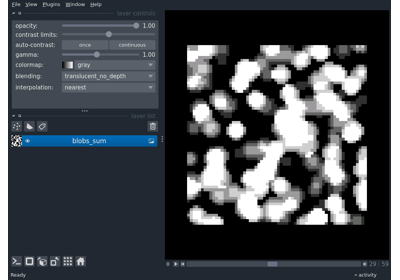 File View Plugins Window Help
layer controls
opacity: 1.00
contrast limits:
auto-contrast: once continuous
gamma: 1.00
colormap: gray
blending: translucent_no_depth
interpolation: nearest
layer list
blobs_sum
29 59
Ready activity